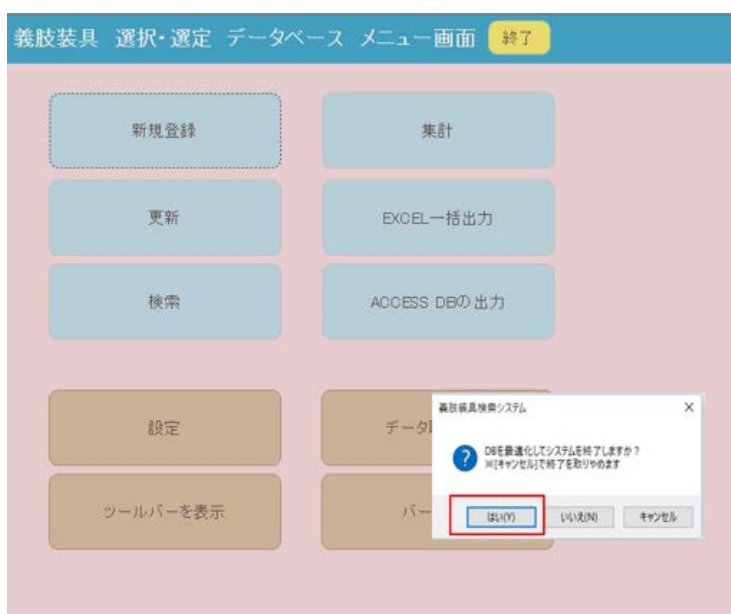 義肢装具 選択・選定 データベース メニュー画面 終了
新規登録 集計
更新 EXCEL一括出力
検索 ACCESS DBの出力
設定 データ
ツールバーを表示 バー
義肢装具検索システム
DBを最適化してシステムを終了しますか?
※[キャンセル]で終了を取りやめます
はい(Y) いいえ(N) キャンセル